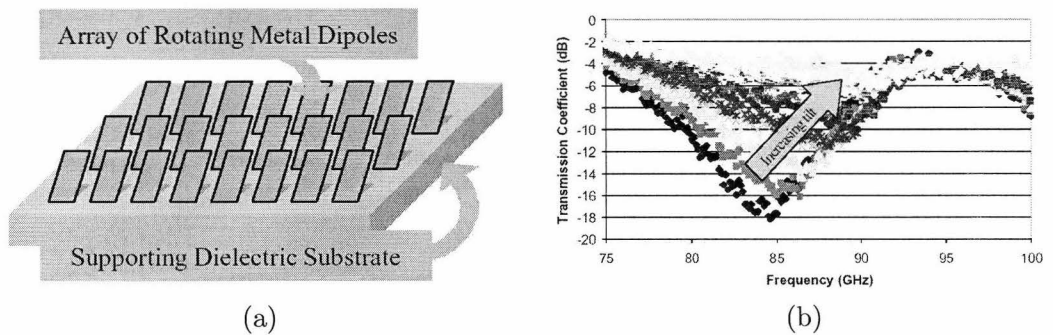 Array of Rotating Metal Dipoles
Supporting Dielectric Substrate
(a)
Transmission Coefficient (dB)
0
-2
-4
-6
-8
-10
-12
-14
-16
-18
-20
Increasing tilt
75 80 85 90 95 100
Frequency (GHz)
(b)